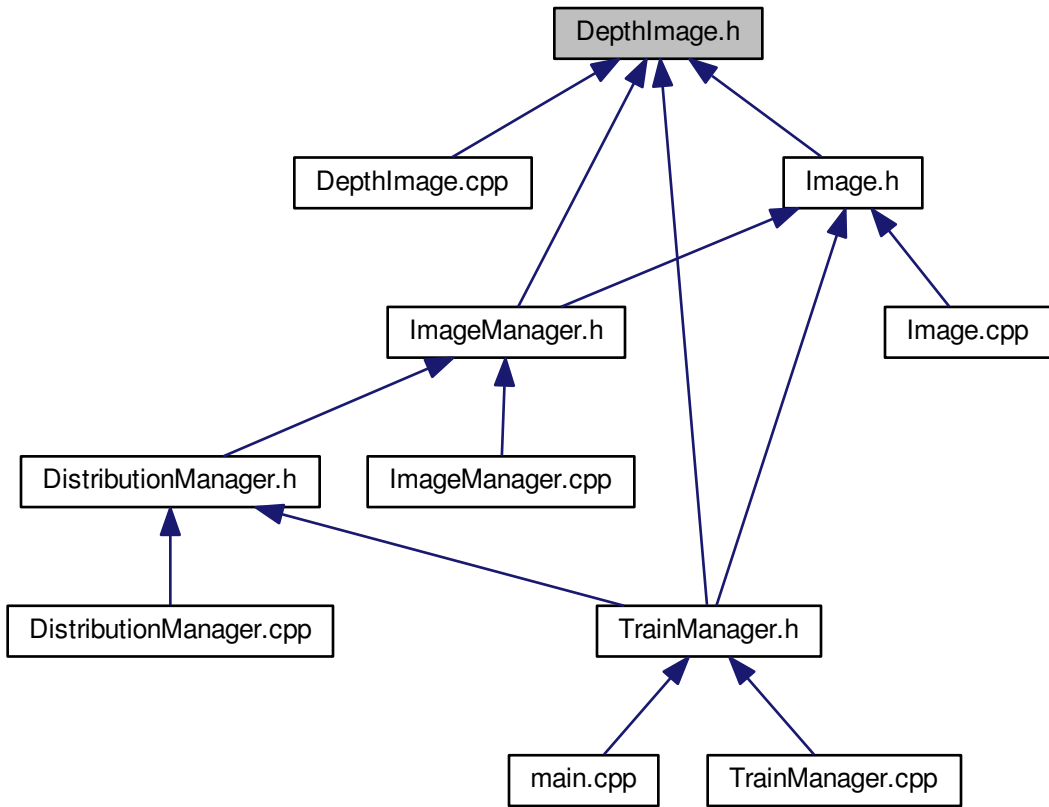 DepthImage.h
DepthImage.cpp
Image.h
ImageManager.h
Image.cpp
DistributionManager.h
ImageManager.cpp
DistributionManager.cpp
TrainManager.h
main.cpp
TrainManager.cpp